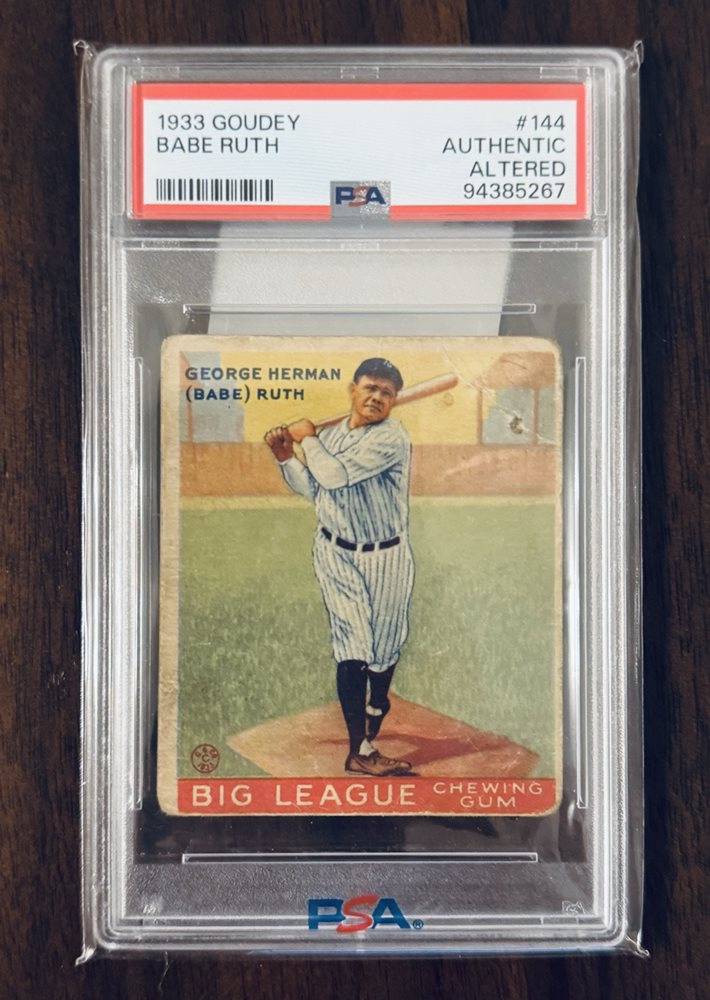 1933 GOUDEY #144
BABE RUTH AUTHENTIC
ALTERED
PSA 94385267
GEORGE HERMAN
(BABE) RUTH
BIG LEAGUE CHEWING
GUM
PSA®